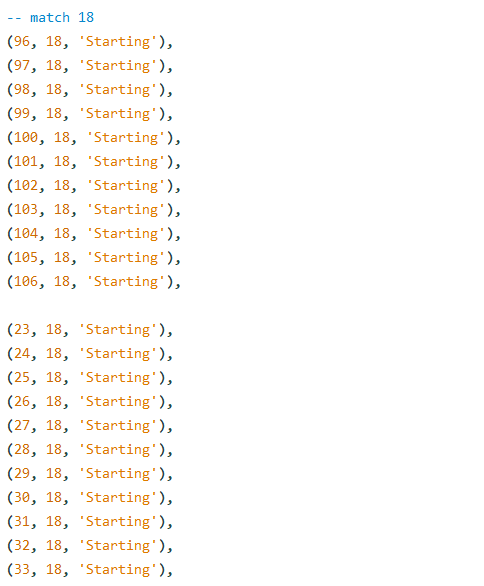 -- match 18
(96, 18, 'Starting'),
(97, 18, 'Starting'),
(98, 18, 'Starting'),
(99, 18, 'Starting'),
(100, 18, 'Starting'),
(101, 18, 'Starting'),
(102, 18, 'Starting'),
(103, 18, 'Starting'),
(104, 18, 'Starting'),
(105, 18, 'Starting'),
(106, 18, 'Starting'),

(23, 18, 'Starting'),
(24, 18, 'Starting'),
(25, 18, 'Starting'),
(26, 18, 'Starting'),
(27, 18, 'Starting'),
(28, 18, 'Starting'),
(29, 18, 'Starting'),
(30, 18, 'Starting'),
(31, 18, 'Starting'),
(32, 18, 'Starting'),
(33, 18, 'Starting'),